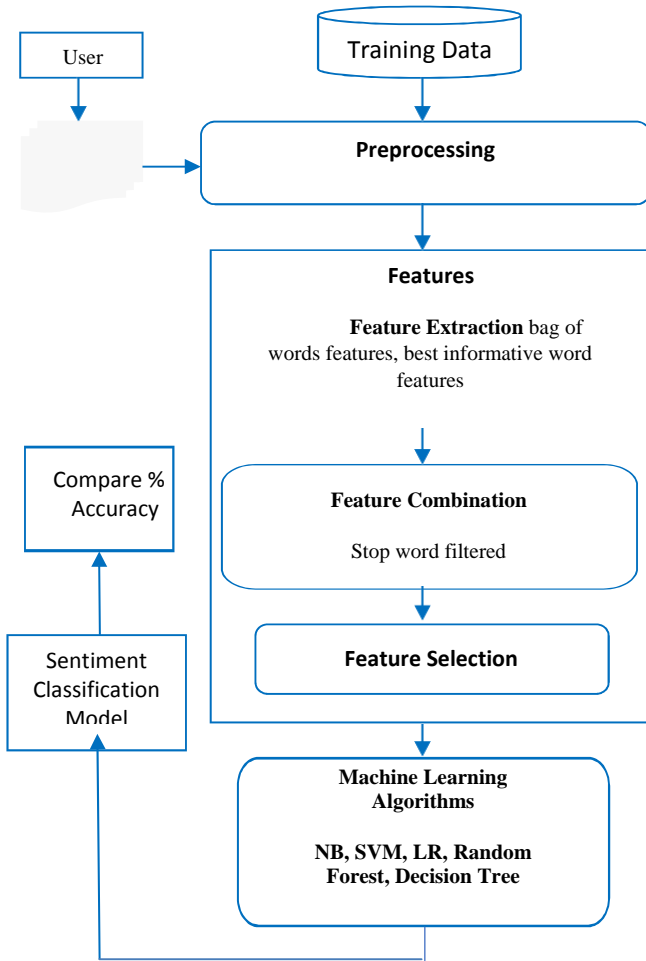 User
Training Data
Preprocessing
Features
Feature Extraction bag of
words features, best informative word
features
Feature Combination
Stop word filtered
Feature Selection
Machine Learning
Algorithms
NB, SVM, LR, Random
Forest, Decision Tree
Sentiment
Classification
Model
Compare %
Accuracy